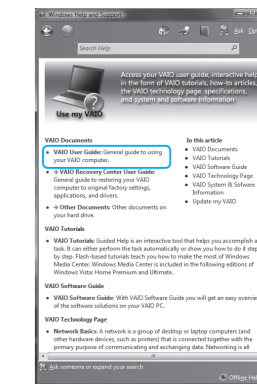 Windows Help and Support
Ask
Search Help
Access your VAIO user guide, interactive help
in the form of VAIO tutorials, how-to articles,
the VAIO technology page, specifications,
and system and software information
Use my VAIO
VAIO Documents
VAIO User Guide: General guide to using
your VAIO computer.
VAIO Recovery Center User Guide:
General guide to restoring your VAIO
computer to original factory settings,
applications, and drivers.
Other Documents: Other documents on
your hard drive.
In this article
VAIO Documents
VAIO Tutorials
VAIO Software Guide
VAIO Technology Page
VAIO System & Software
Information
Update my VAIO
VAIO Tutorials
VAIO Tutorials: Guided Help is an interactive tool that helps you accomplish a
task. It can either perform the task automatically or show you how to do it step
by step. Flash-based tutorials teach you how to make the most of Windows
Media Center. Windows Media Center is included in the following editions of
Windows Vista: Home Premium and Ultimate.
VAIO Software Guide
VAIO Software Guide: With VAIO Software Guide you will get an easy overvie
of the software solutions on your VAIO PC.
VAIO Technology Page
Network Basics: A network is a group of desktop or laptop computers (and
other hardware devices, such as printers) that is connected together with the
primary purpose of communicating and exchanging data. Networking is all
Ask someone or expand your search
Offline Hel